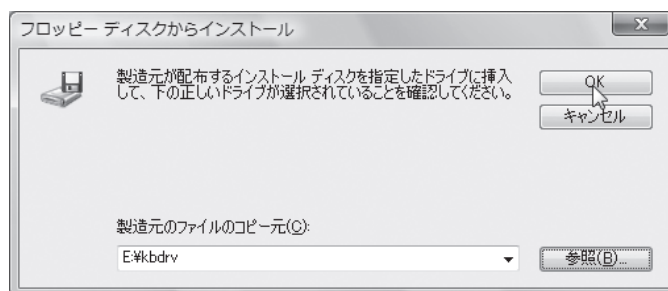 フロッピー ディスクからインストール
製造元が配布するインストール ディスクを指定したドライブに挿入
して、下の正しいドライブが選択されていることを確認してください。
OK
キャンセル
製造元のファイルのコピー元(C):
E:¥kbdrv
参照(B)...